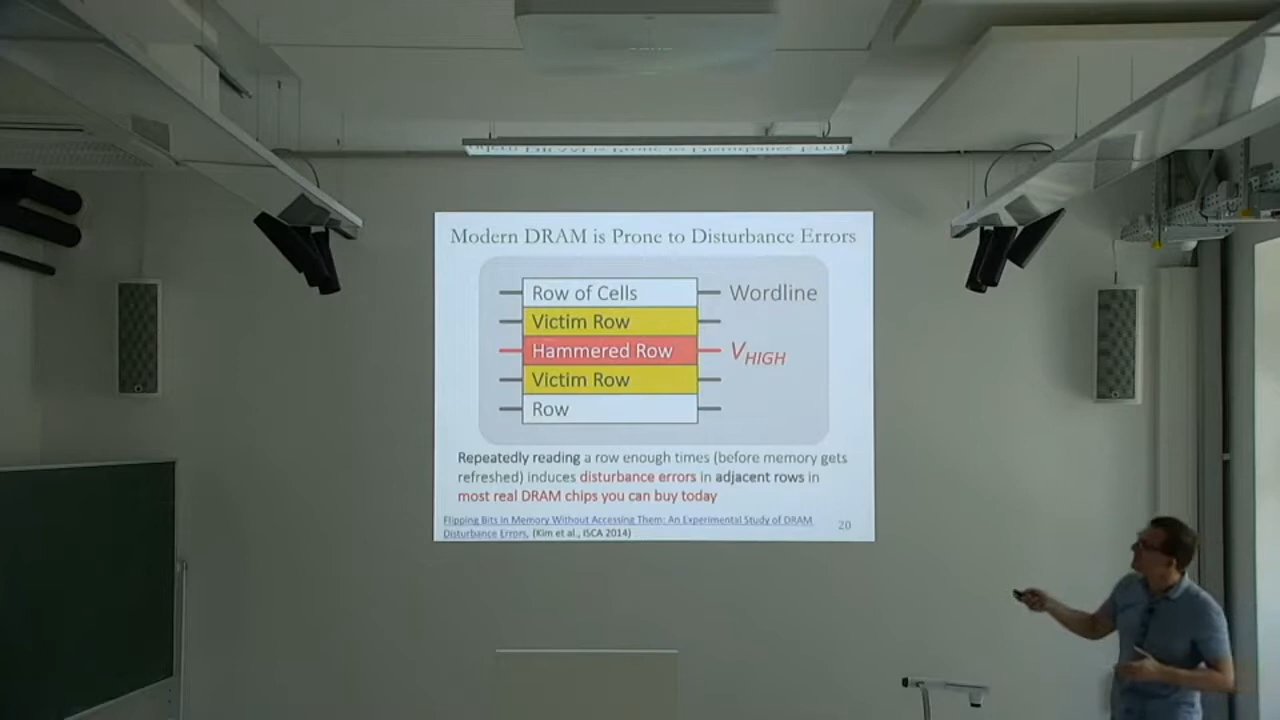 Modern DRAM is Prone to Disturbance Errors
Row of Cells Wordline
Victim Row
Hammered Row VHIGH
Victim Row
Row
Repeatedly reading a row enough times (before memory gets
refreshed) induces disturbance errors in adjacent rows in
most real DRAM chips you can buy today
Flipping Bits in Memory Without Accessing Them: An Experimental Study of DRAM
Disturbance Errors, (Kim et al., ISCA 2014)
20